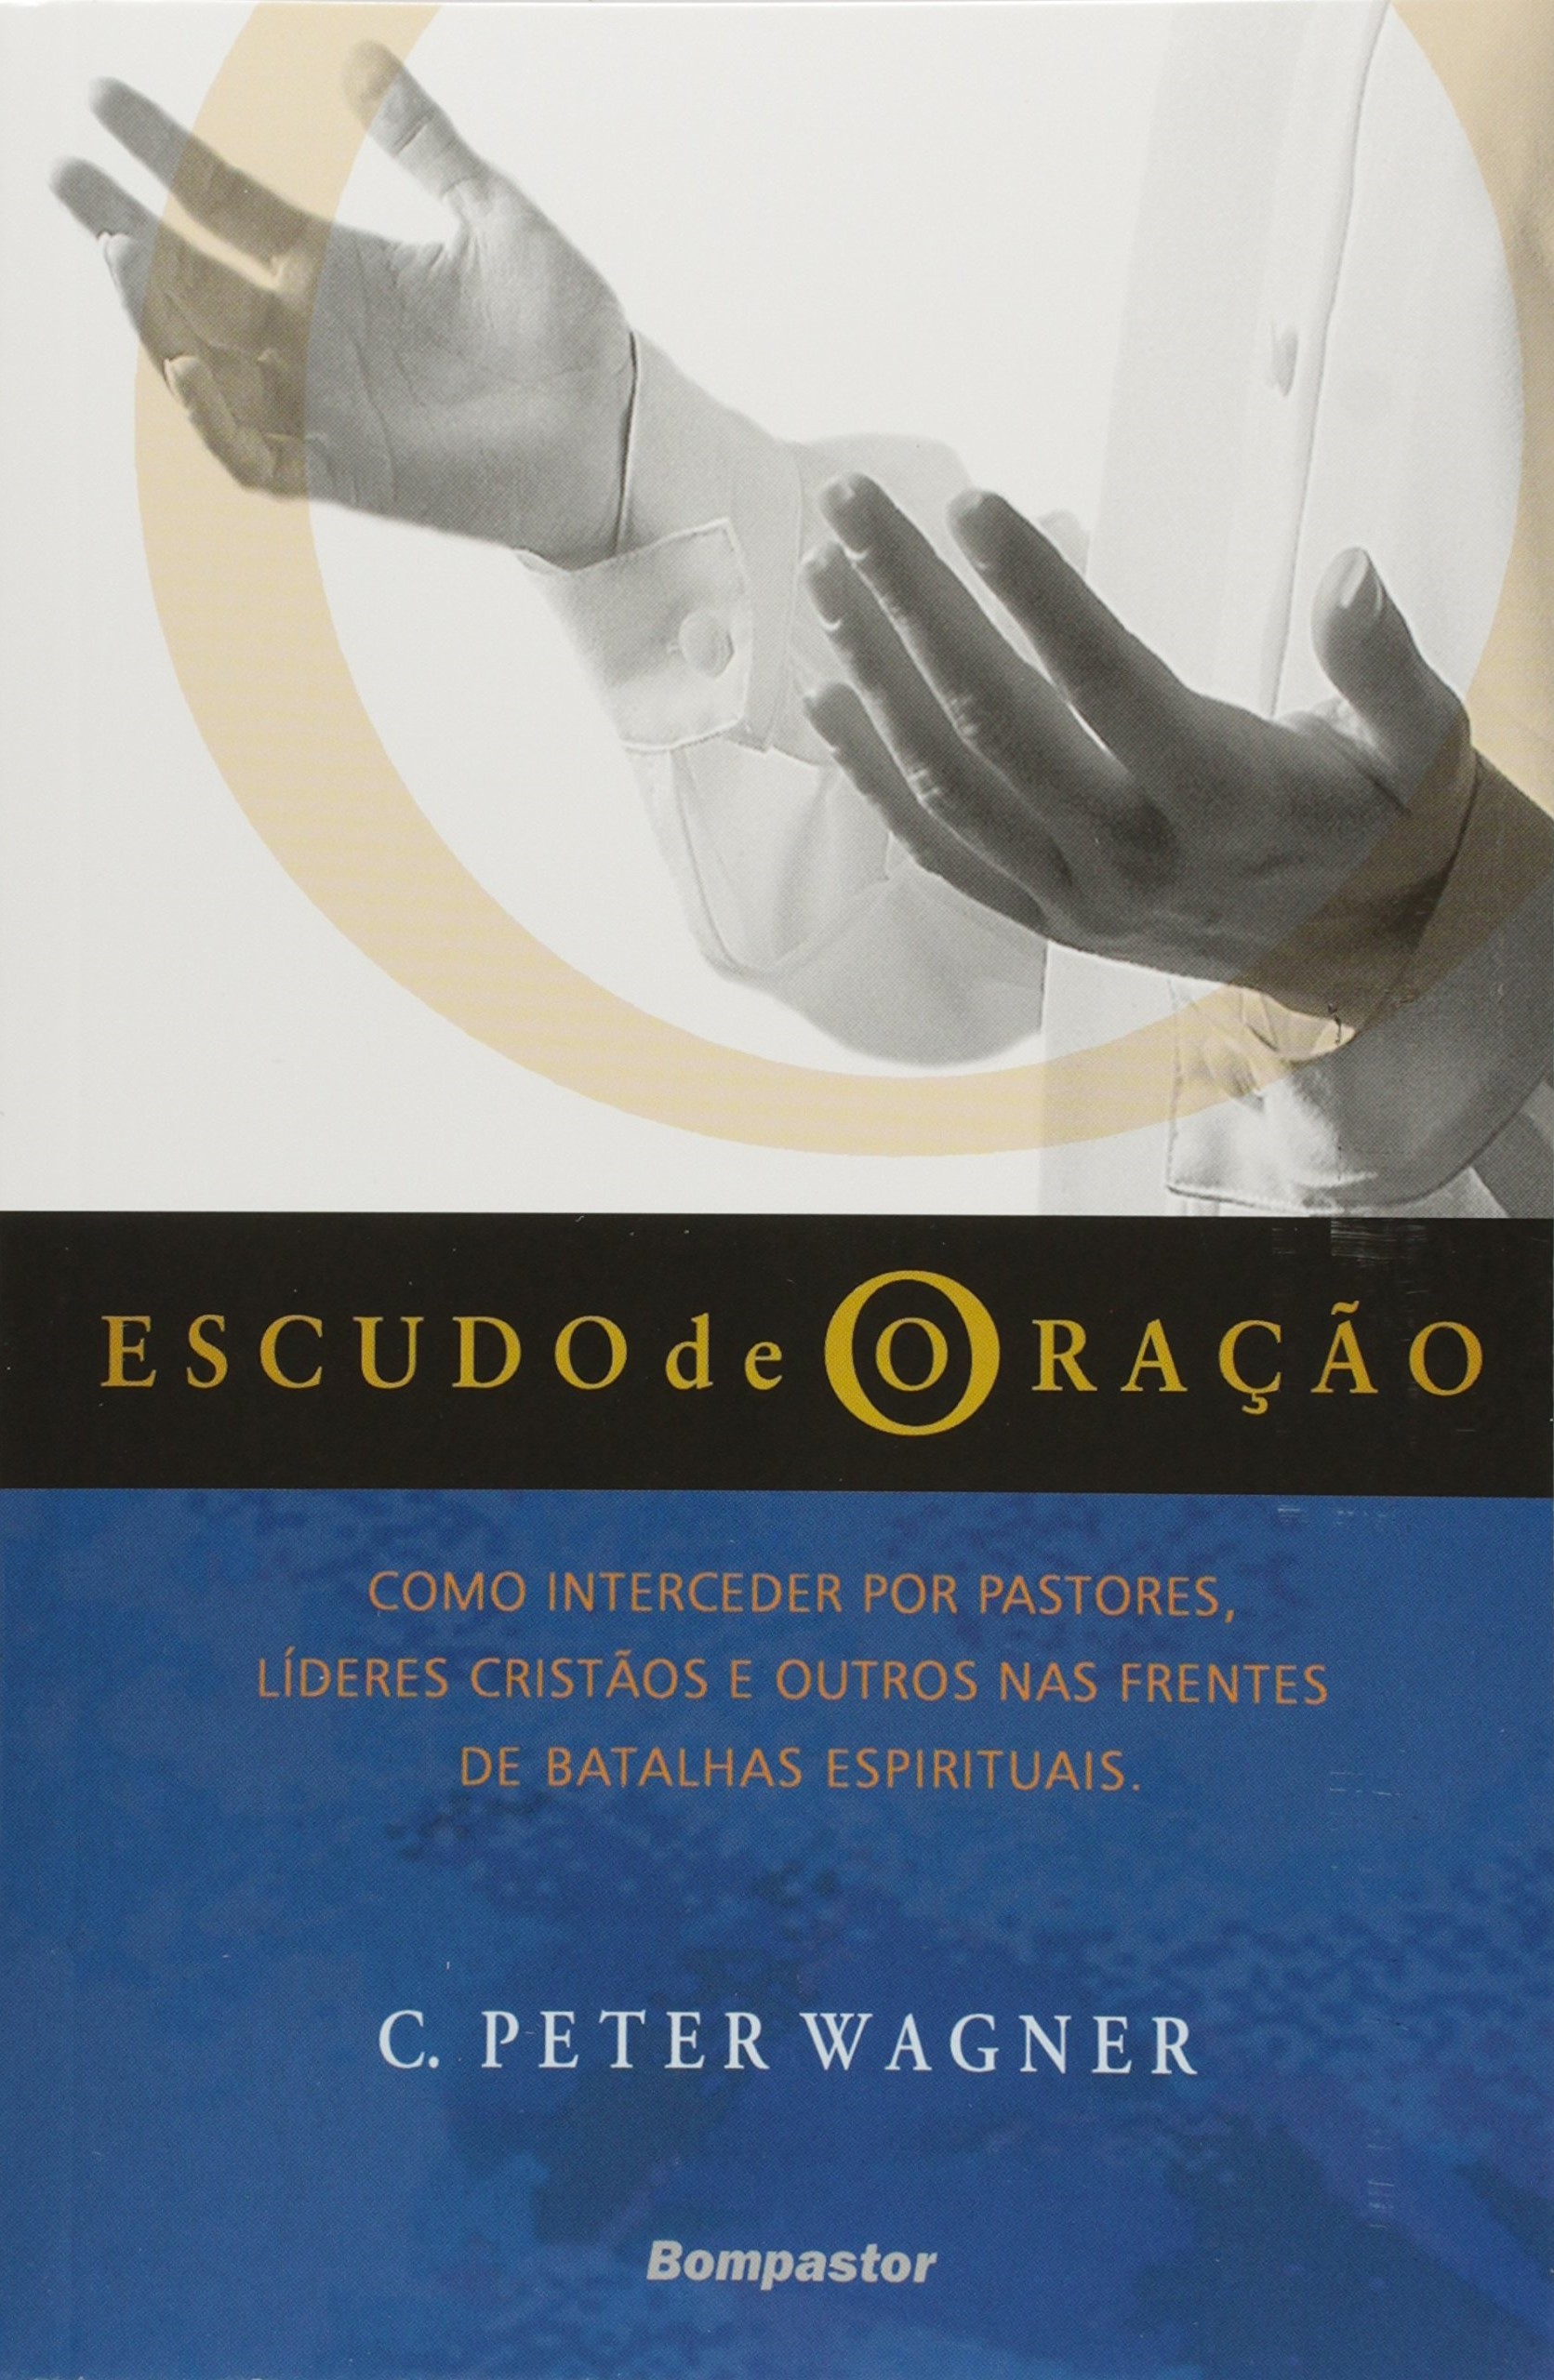 ESCUDO de ORAÇÃO
COMO INTERCEDER POR PASTORES,
LÍDERES CRISTÃOS E OUTROS NAS FRENTES
DE BATALHAS ESPIRITUAIS.
C. PETER WAGNER
Bompastor